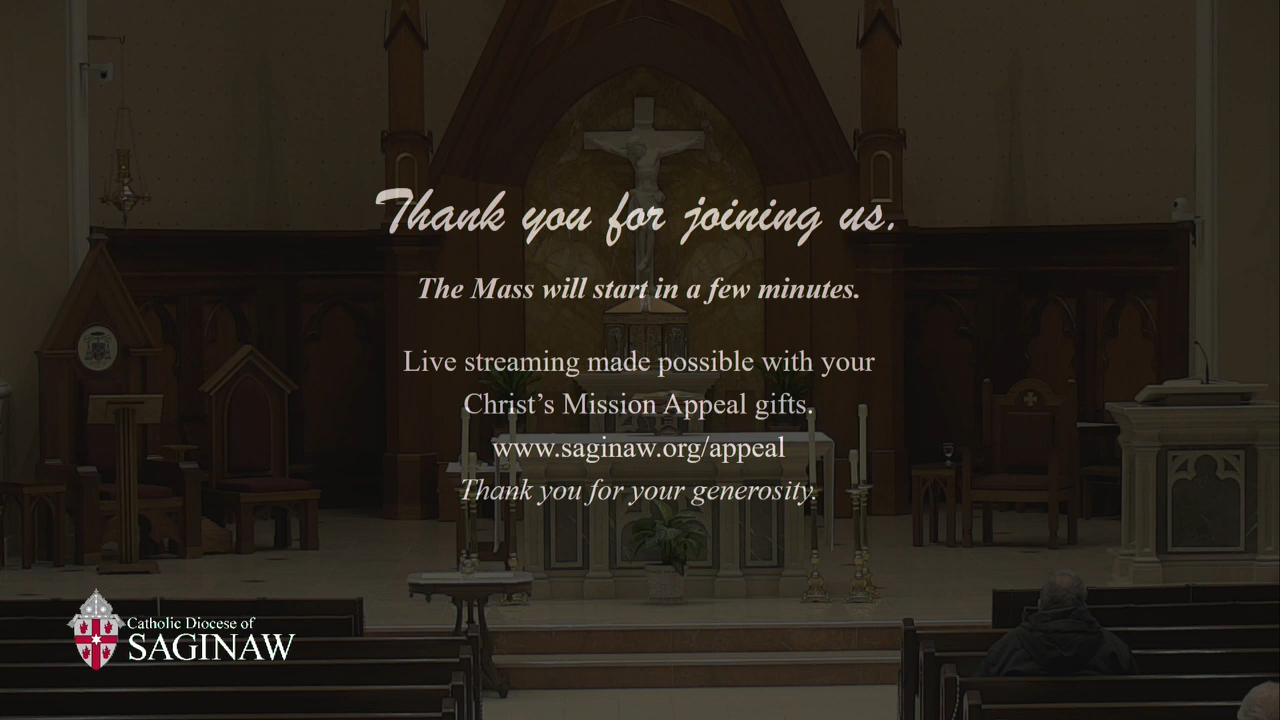 Thank you for joining us.
The Mass will start in a few minutes.
Live streaming made possible with your
Christ’s Mission Appeal gifts.
www.saginaw.org/appeal
Thank you for your generosity.
Catholic Diocese of
SAGINAW